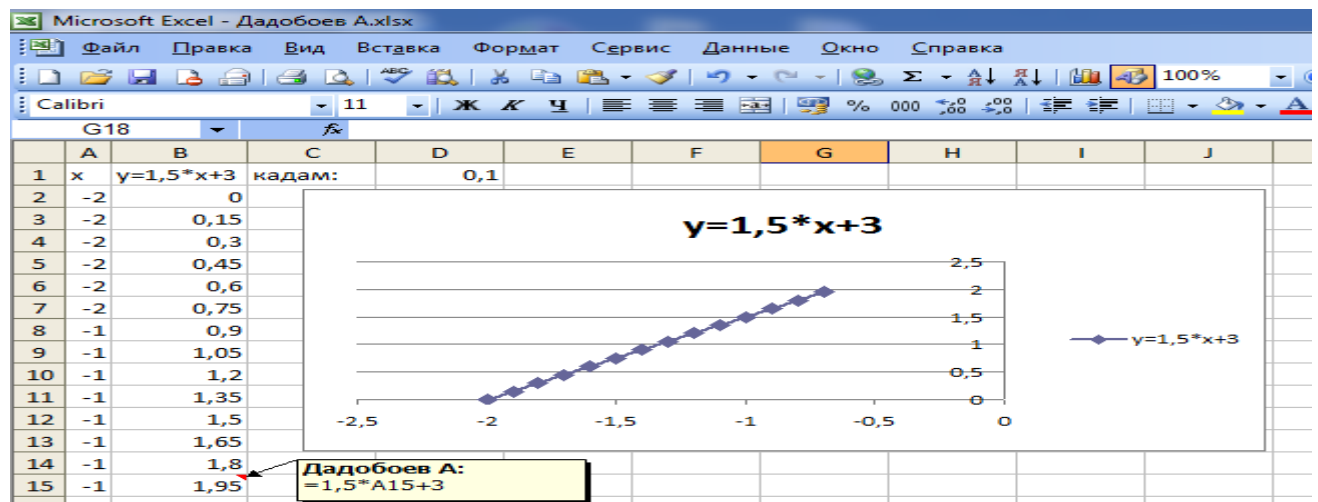 Microsoft Excel - Дадобоев А.xlsx
Файл Правка Вид Вставка Формат Сервис Данные Окно Справка
100%
Calibri 11 Ж К Ч % 000
G18 fx
A B C D E F G H I J
1 x y=1,5*x+3 кадам: 0,1
2 -2 0
3 -2 0,15
4 -2 0,3
5 -2 0,45
6 -2 0,6
7 -2 0,75
8 -1 0,9
9 -1 1,05
10 -1 1,2
11 -1 1,35
12 -1 1,5
13 -1 1,65
14 -1 1,8
15 -1 1,95
y=1,5*x+3
2,5
2
1,5
1
0,5
0
-2,5 -2 -1,5 -1 -0,5 0
y=1,5*x+3
Дадобоев А:
=1,5*A15+3